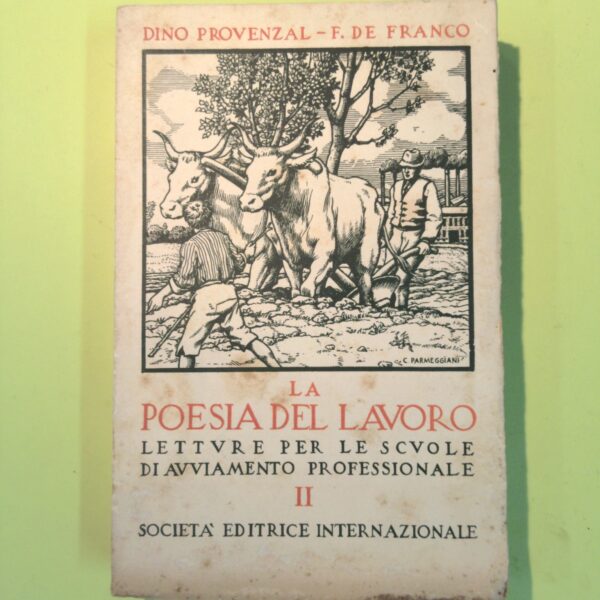 DINO PROVENZAL – F. DE FRANCO
C. PARMEGGIANI
LA
POESIA DEL LAVORO
LETTVRE PER LE SCVOLE
DI AVVIAMENTO PROFESSIONALE
II
SOCIETÀ EDITRICE INTERNAZIONALE